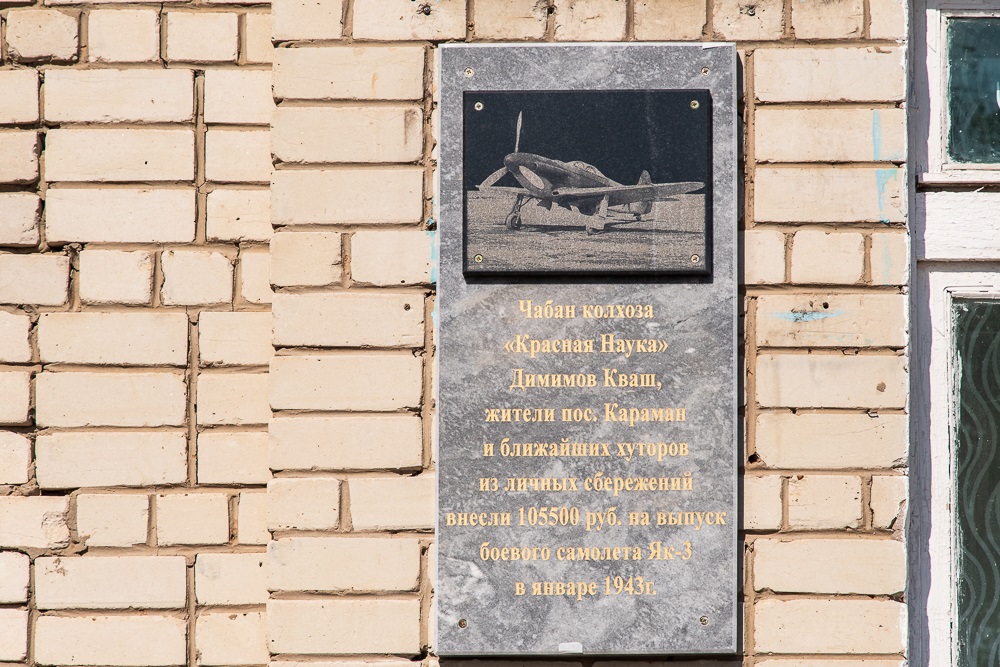 Чабан колхоза
«Красная Наука»
Димимов Кваш,
жители пос. Караман
и ближайших хуторов
из личных сбережений
внесли 105500 руб. на выпуск
боевого самолета Як-3
в январе 1943г.